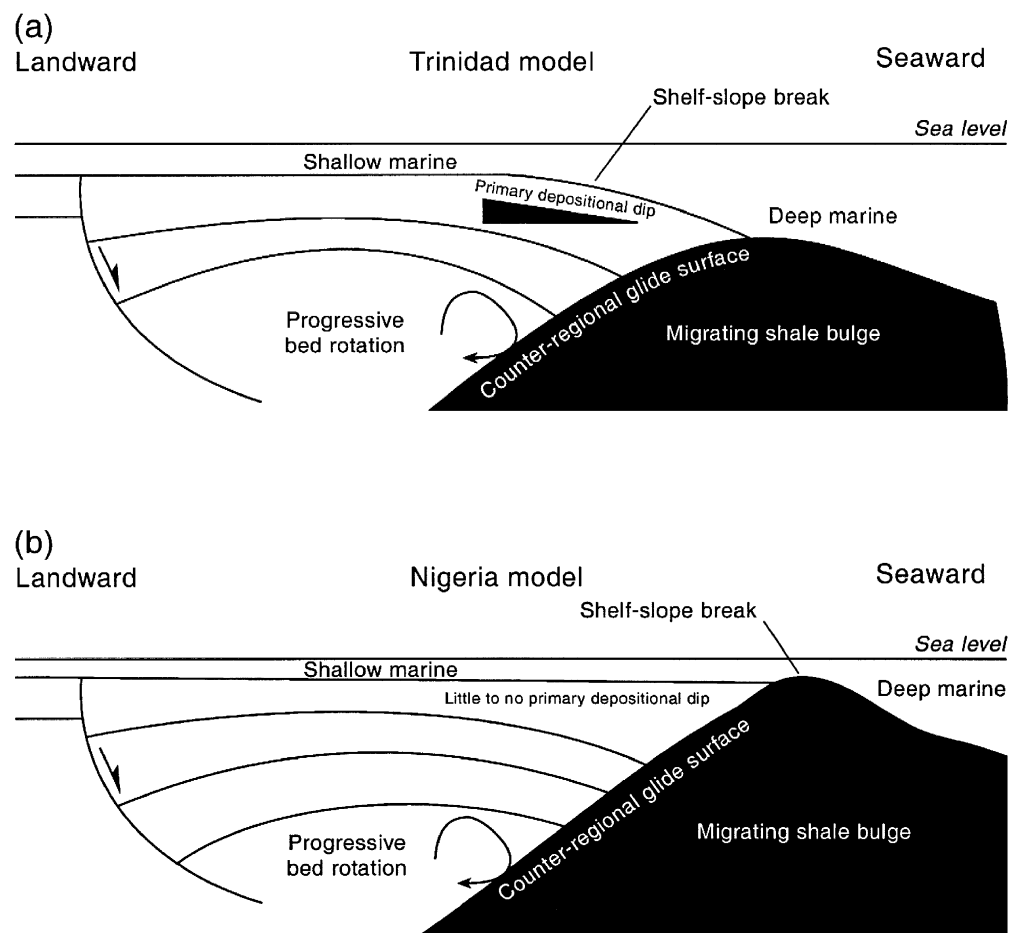 (a)
Landward
Trinidad model
Seaward
Shelf-slope break
Sea level
Shallow marine
Primary depositional dip
Deep marine
Counter-regional glide surface
Progressive
bed rotation
Migrating shale bulge
(b)
Landward
Nigeria model
Seaward
Shelf-slope break
Sea level
Shallow marine
Little to no primary depositional dip
Deep marine
Counter-regional glide surface
Progressive
bed rotation
Migrating shale bulge